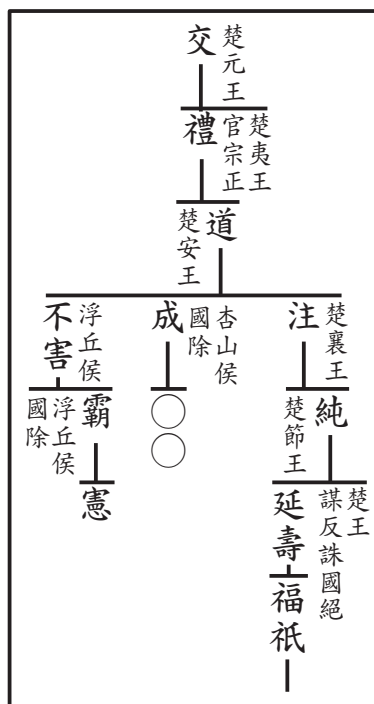 交
楚元王
禮
楚夷王
官宗正
道
楚安王
注
楚襄王
成
杏山侯
國除
不害
浮丘侯
純
楚節王
○○
霸
浮丘侯
國除
延壽
楚王
謀反誅國絕
憲
福祇